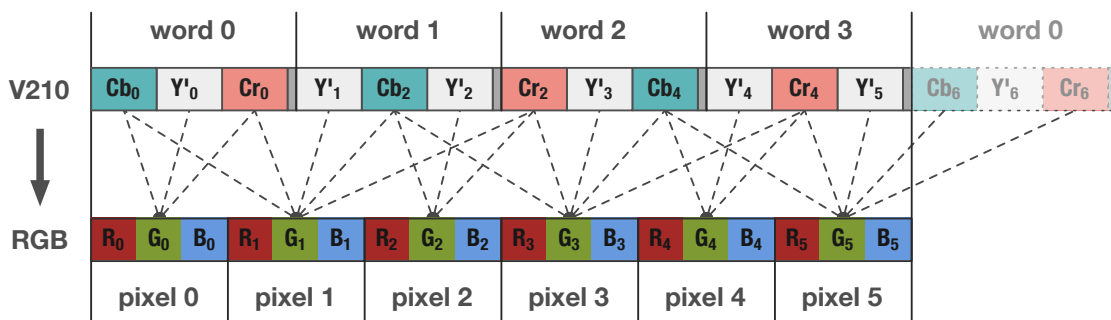 word 0 word 1 word 2 word 3 word 0
V210 Cb₀ Y'₀ Cr₀ Y'₁ Cb₂ Y'₂ Cr₂ Y'₃ Cb₄ Y'₄ Cr₄ Y'₅ Cb₆ Y'₆ Cr₆
RGB R₀ G₀ B₀ R₁ G₁ B₁ R₂ G₂ B₂ R₃ G₃ B₃ R₄ G₄ B₄ R₅ G₅ B₅
pixel 0 pixel 1 pixel 2 pixel 3 pixel 4 pixel 5